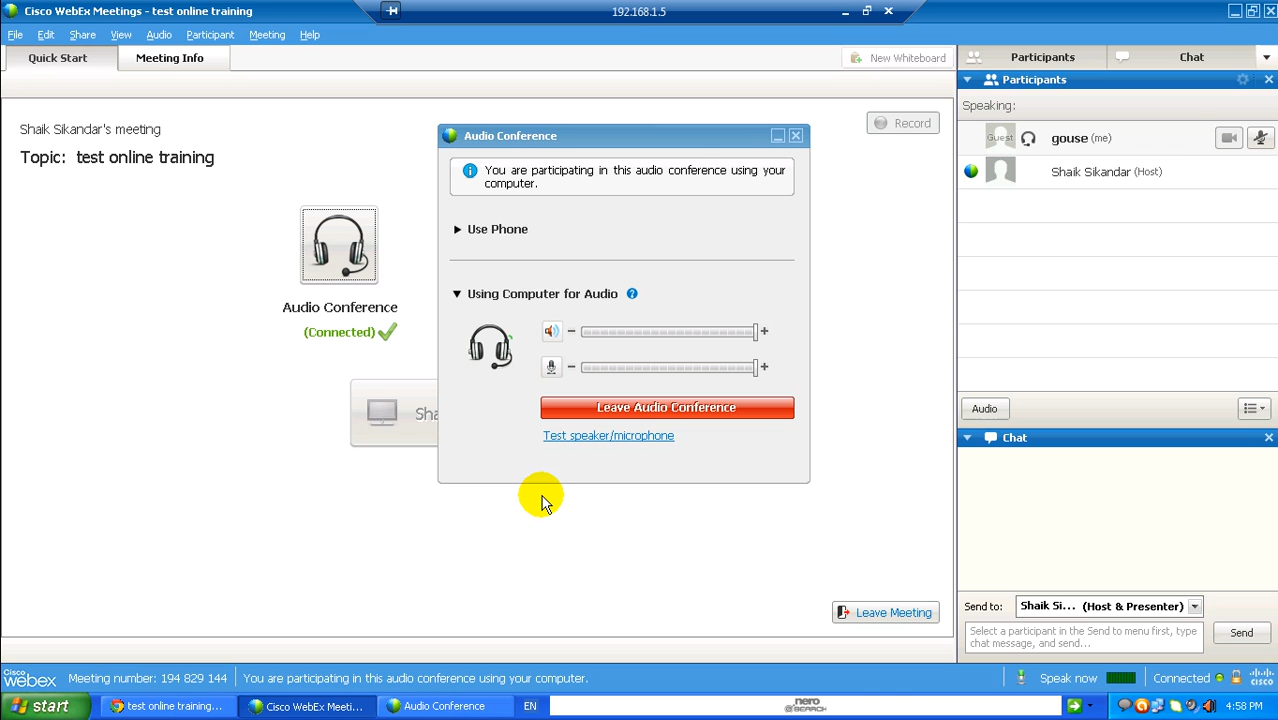 Cisco WebEx Meetings - test online training
192.168.1.5
File Edit Share View Audio Participant Meeting Help
Quick Start Meeting Info New Whiteboard
Participants Chat
Participants
Speaking:
Shaik Sikandar's meeting
Topic: test online training
Record
Guest gouse (me)
Shaik Sikandar (Host)
Audio Conference
You are participating in this audio conference using your
computer.
Use Phone
Using Computer for Audio
Audio Conference
(Connected)
Leave Audio Conference
Test speaker/microphone
Audio
Chat
Leave Meeting
Send to: Shaik Si... (Host & Presenter)
Select a participant in the Send to menu first, type
chat message, and send...
Send
Cisco
webex
Meeting number: 194 829 144 You are participating in this audio conference using your computer.
Speak now Connected
cisco
start test online training... Cisco WebEx Meeti... Audio Conference EN nero SEARCH 4:58 PM